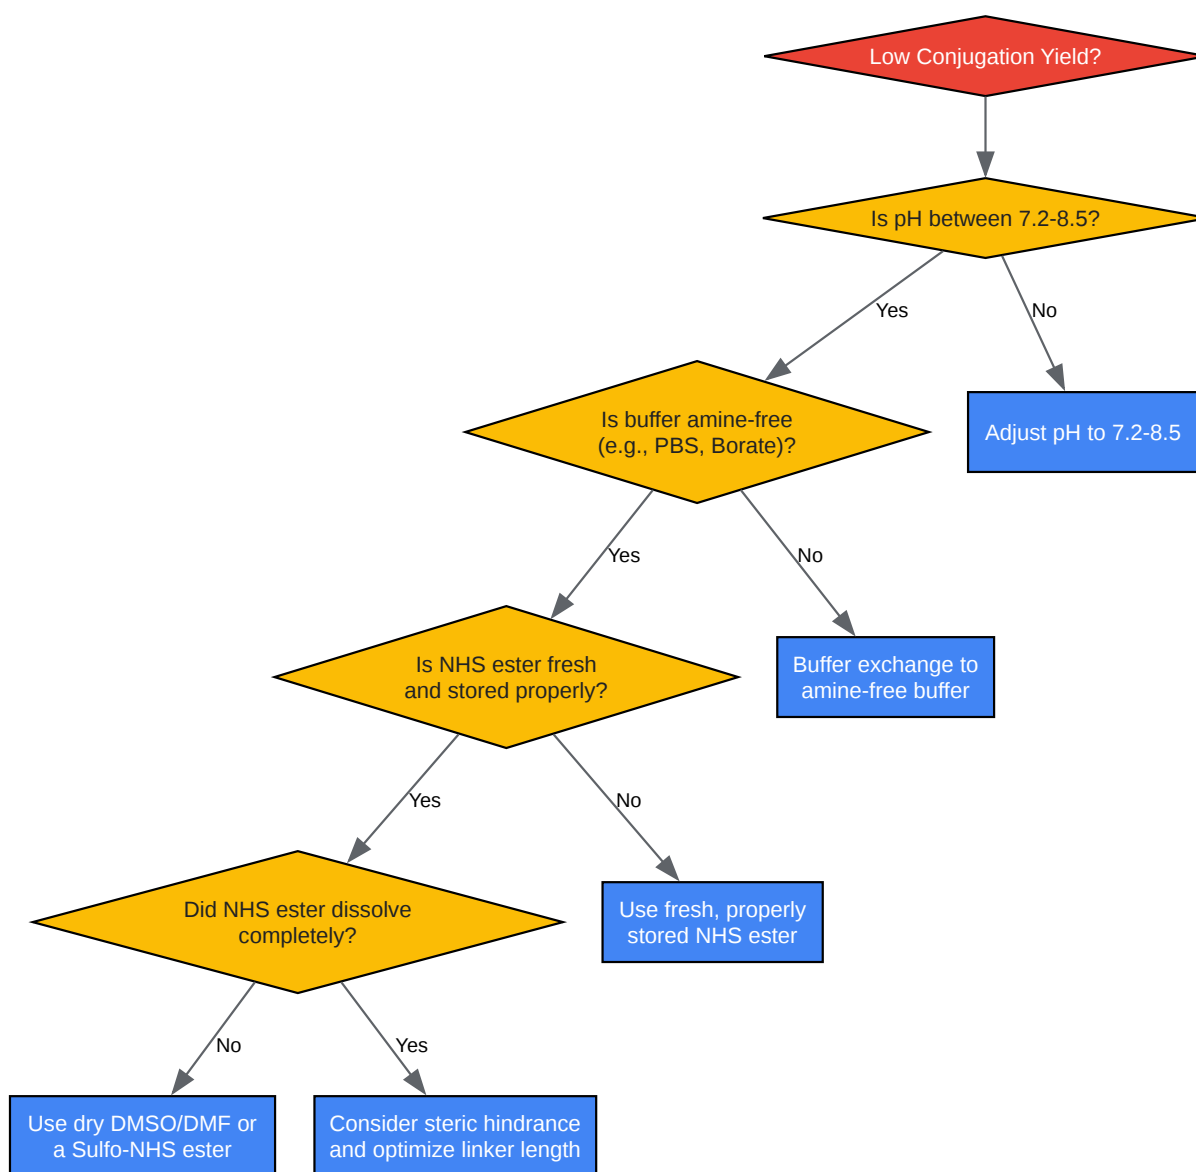 Low Conjugation Yield?
Is pH between 7.2-8.5?
Yes
No
Is buffer amine-free
(e.g., PBS, Borate)?
Adjust pH to 7.2-8.5
Yes
No
Is NHS ester fresh
and stored properly?
Buffer exchange to
amine-free buffer
Yes
No
Did NHS ester dissolve
completely?
Use fresh, properly
stored NHS ester
No
Yes
Use dry DMSO/DMF or
a Sulfo-NHS ester
Consider steric hindrance
and optimize linker length